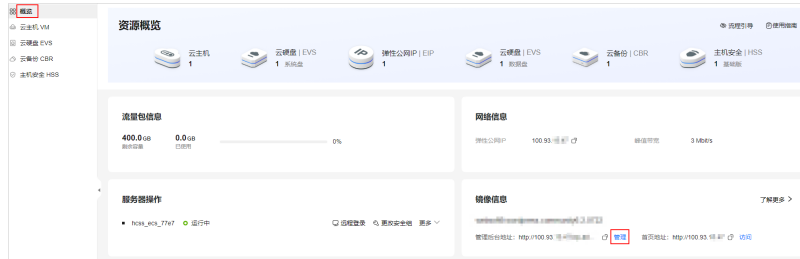 概览
云主机 VM
云硬盘 EVS
云备份 CBR
主机安全 HSS
资源概览
流程引导
使用指南
云主机
1
云硬盘 | EVS
1 系统盘
弹性公网IP | EIP
1
云硬盘 | EVS
1 数据盘
云备份 | CBR
1
主机安全 | HSS
1 基础版
流量包信息
400.0 GB
剩余容量
0.0 GB
已使用
0%
网络信息
弹性公网IP 100.93.
峰值带宽 3 Mbit/s
服务器操作
hcss_ecs_77e7 运行中
远程登录 更改安全组 更多
镜像信息
了解更多
管理后台地址: http://100.93. 管理
首页地址: http://100.93. 访问